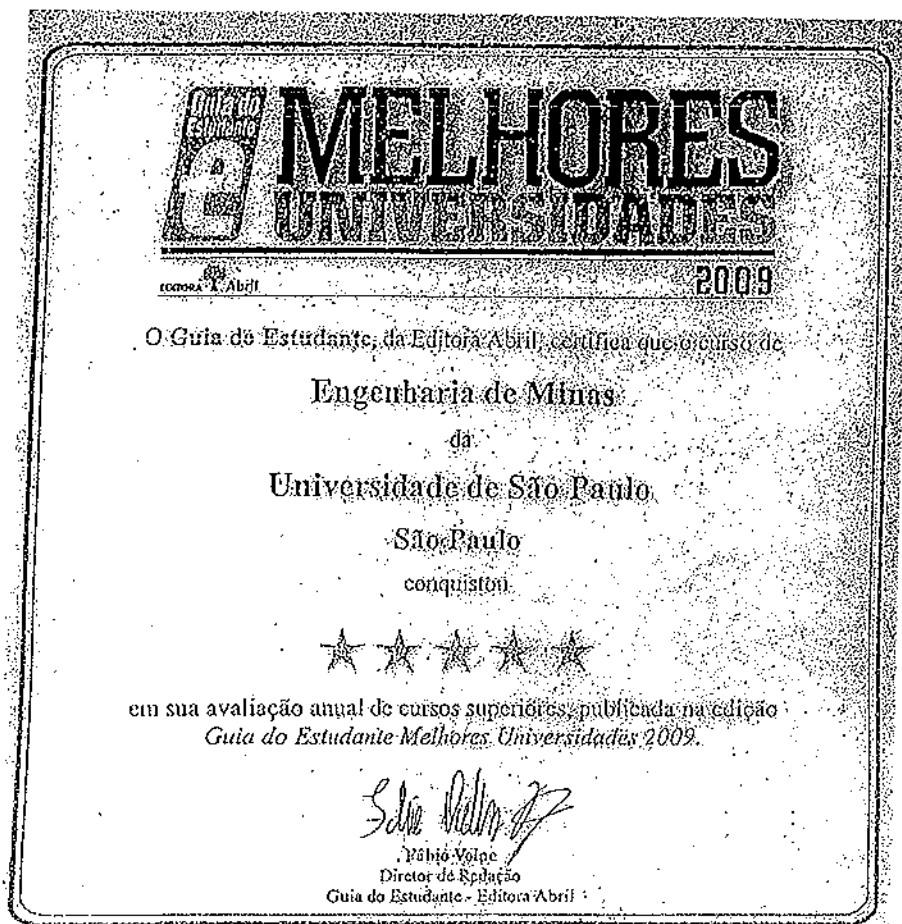 guia do
estudante
e
MELHORES
UNIVERSIDADES
2009
EDITORA Abril
O Guia do Estudante, da Editora Abril, certifica que o curso de
Engenharia de Minas
da
Universidade de São Paulo
São Paulo
conquistou
em sua avaliação anual de cursos superiores, publicada na edição
Guia do Estudante Melhores Universidades 2009.
Fábio Volpe
Diretor de Redação
Guia do Estudante - Editora Abril